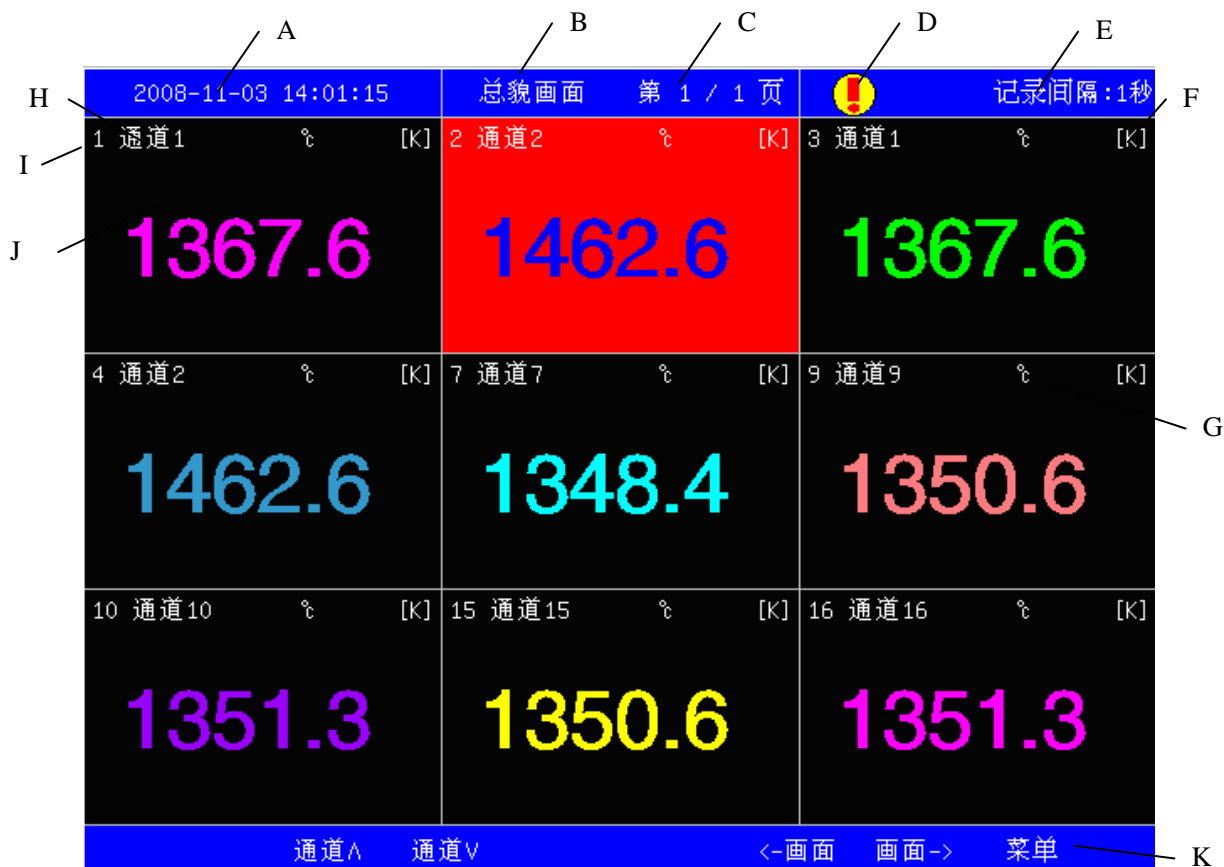 A B C D E
2008-11-03 14:01:15 总貌画面 第 1 / 1 页 记录间隔:1秒
H F
1 通道1 ℃ [K] 2 通道2 ℃ [K] 3 通道1 ℃ [K]
I
J 1367.6 1462.6 1367.6
4 通道2 ℃ [K] 7 通道7 ℃ [K] 9 通道9 ℃ [K]
G
1462.6 1348.4 1350.6
10 通道10 ℃ [K] 15 通道15 ℃ [K] 16 通道16 ℃ [K]
1351.3 1350.6 1351.3
通道∧ 通道∨ <-画面 画面-> 菜单 K